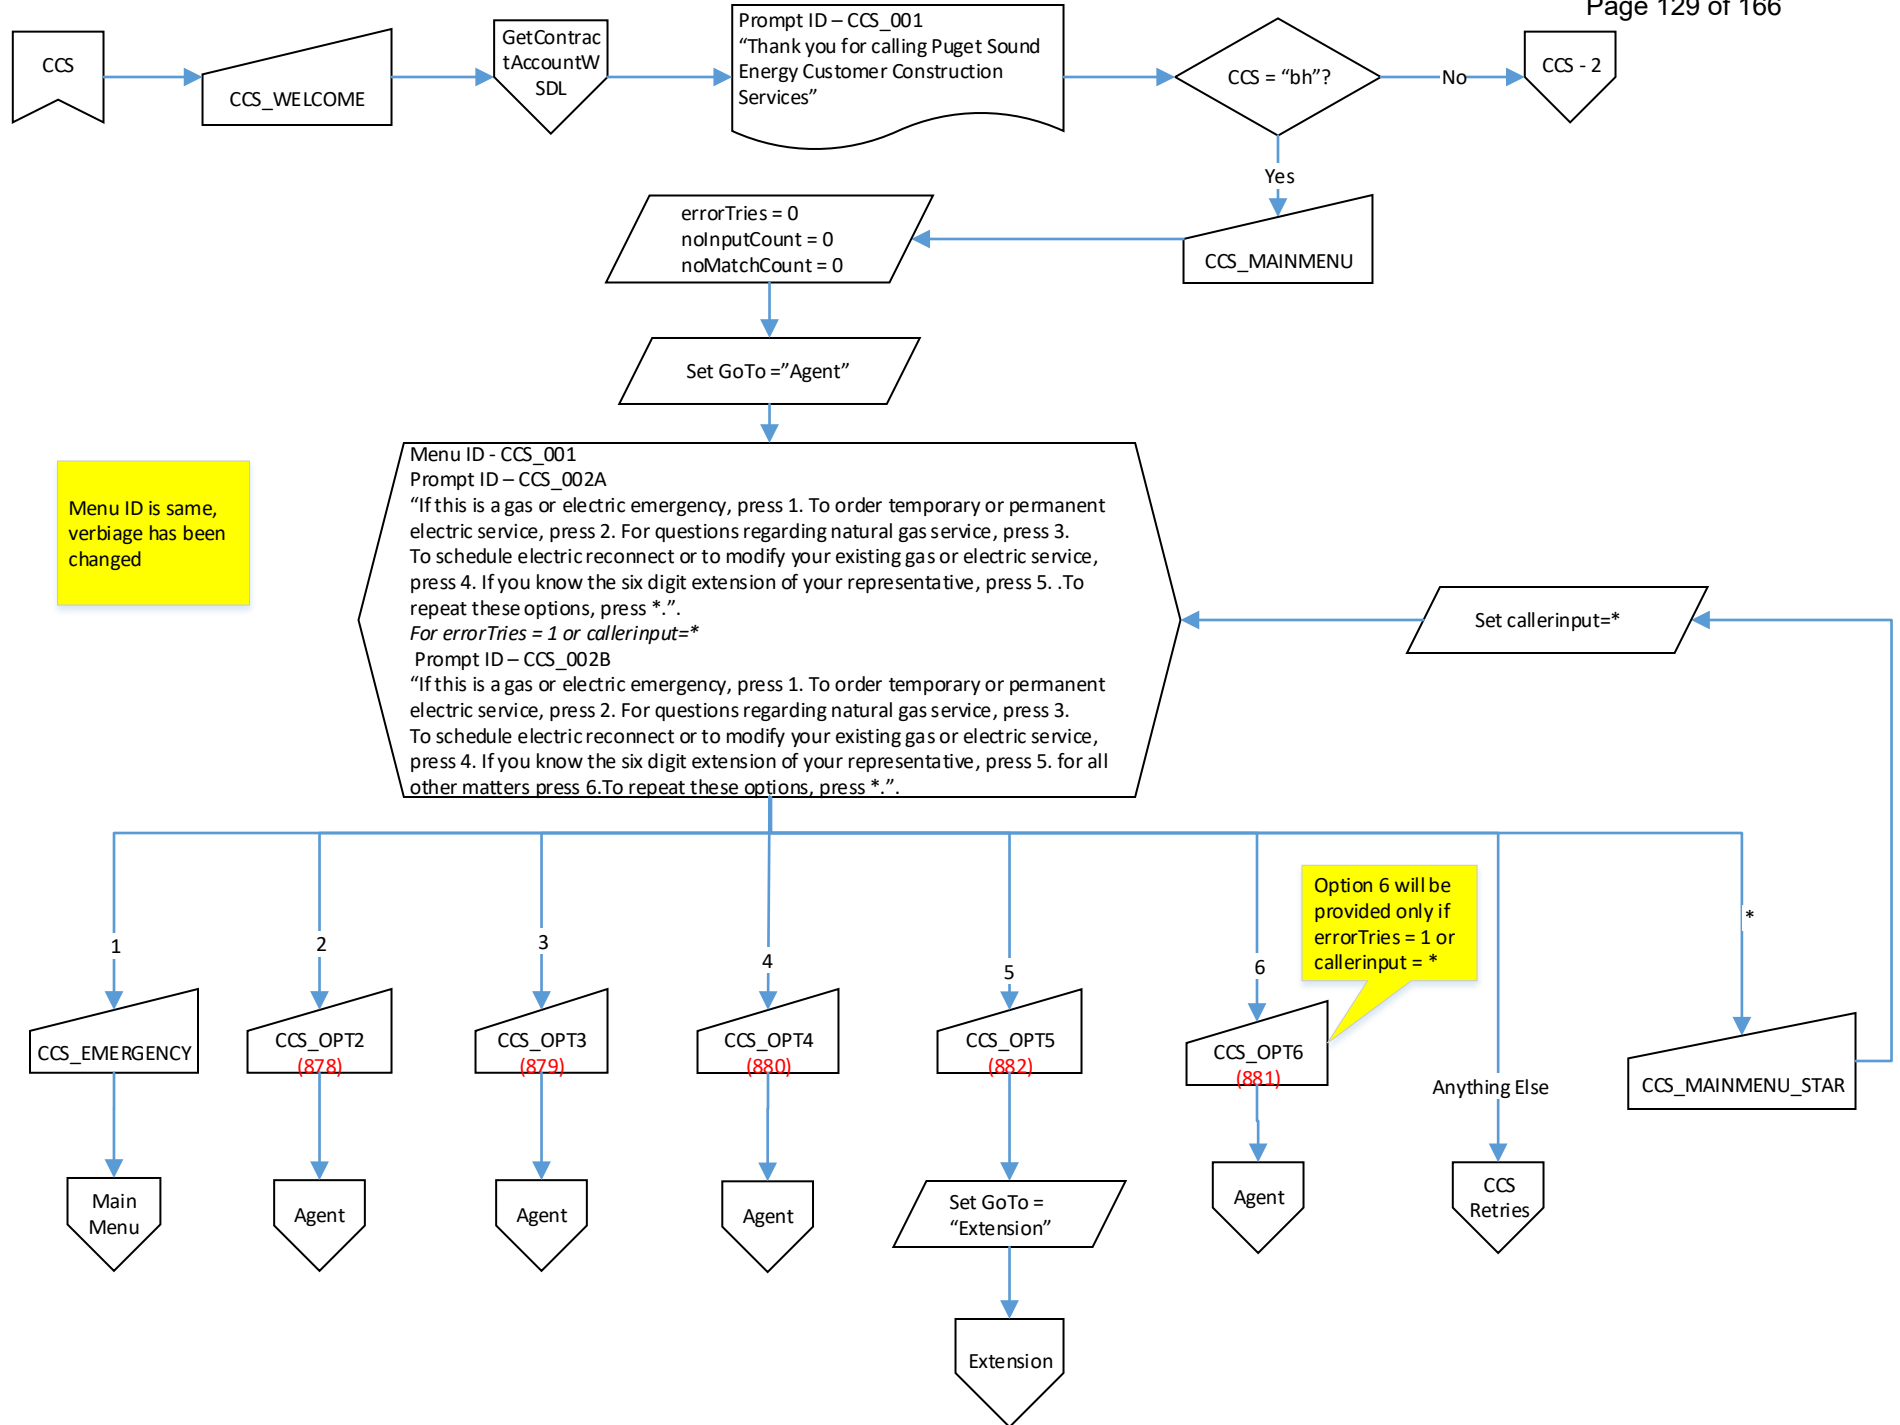 Page 129 of 166
CCS
CCS_WELCOME
GetContrac
tAccountW
SDL
Prompt ID – CCS_001
“Thank you for calling Puget Sound
Energy Customer Construction
Services”
CCS = “bh”?
No
CCS - 2
Yes
CCS_MAINMENU
errorTries = 0
noInputCount = 0
noMatchCount = 0
Set GoTo =”Agent”
Menu ID is same,
verbiage has been
changed
Menu ID - CCS_001
Prompt ID – CCS_002A
“If this is a gas or electric emergency, press 1. To order temporary or permanent
electric service, press 2. For questions regarding natural gas service, press 3.
To schedule electric reconnect or to modify your existing gas or electric service,
press 4. If you know the six digit extension of your representative, press 5. .To
repeat these options, press *.”.
For errorTries = 1 or callerinput=*
Prompt ID – CCS_002B
“If this is a gas or electric emergency, press 1. To order temporary or permanent
electric service, press 2. For questions regarding natural gas service, press 3.
To schedule electric reconnect or to modify your existing gas or electric service,
press 4. If you know the six digit extension of your representative, press 5. for all
other matters press 6.To repeat these options, press *.”.
Set callerinput=*
1
2
3
4
5
6
Anything Else
*
Option 6 will be
provided only if
errorTries = 1 or
callerinput = *
CCS_EMERGENCY
CCS_OPT2
(878)
CCS_OPT3
(879)
CCS_OPT4
(880)
CCS_OPT5
(882)
CCS_OPT6
(881)
CCS_MAINMENU_STAR
Main
Menu
Agent
Agent
Agent
Set GoTo =
“Extension”
Agent
CCS
Retries
Extension